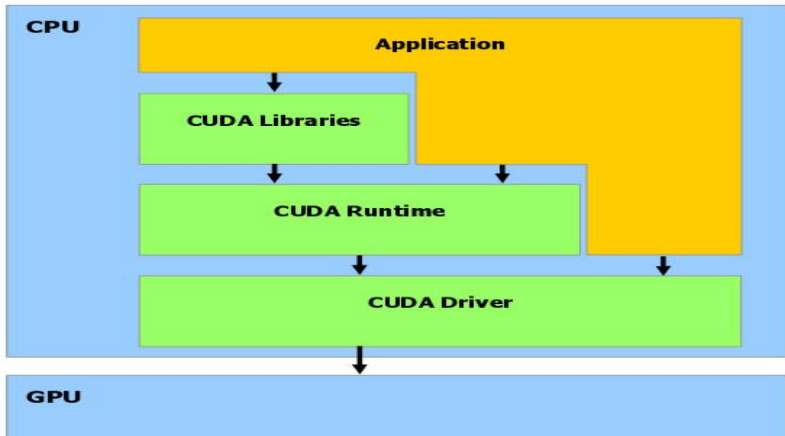 CPU
Application
CUDA Libraries
CUDA Runtime
CUDA Driver
GPU